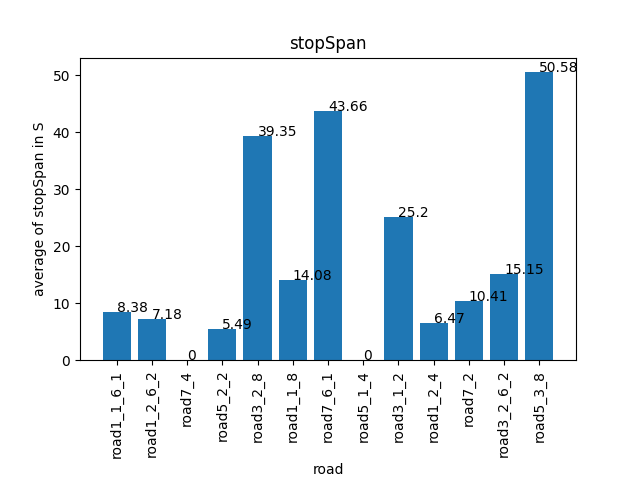 stopSpan
average of stopSpan in S
50
40
30
20
10
0
8.38
7.18
0
5.49
39.35
14.08
43.66
0
25.2
6.47
10.41
15.15
50.58
road1_1_6_1
road1_2_6_2
road7_4
road5_2_2
road3_2_8
road1_1_8
road7_6_1
road5_1_4
road3_1_2
road1_2_4
road7_2
road3_2_6_2
road5_3_8
road